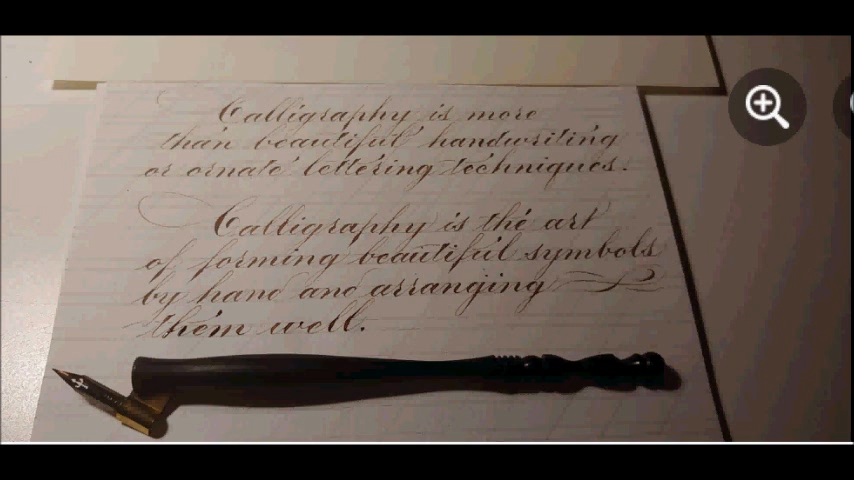 Calligraphy is more
than beautiful handwriting
or ornate lettering techniques.
Calligraphy is the art
of forming beautiful symbols
by hand and arranging
them well.